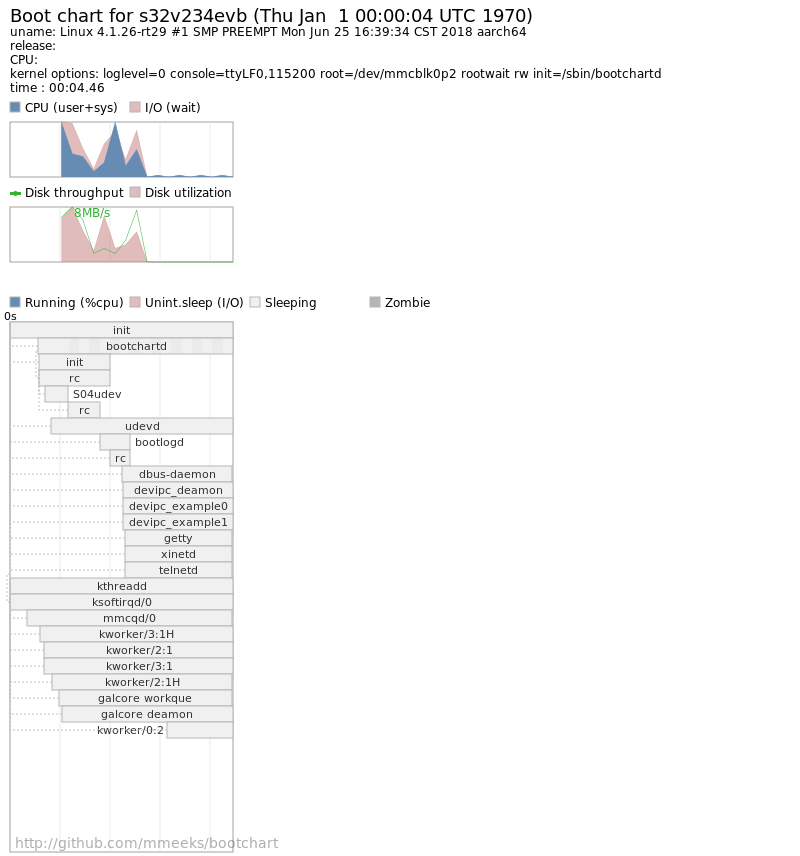 Boot chart for s32v234evb (Thu Jan  1 00:00:04 UTC 1970)
uname: Linux 4.1.26-rt29 #1 SMP PREEMPT Mon Jun 25 16:39:34 CST 2018 aarch64
release:
CPU:
kernel options: loglevel=0 console=ttyLF0,115200 root=/dev/mmcblk0p2 rootwait rw init=/sbin/bootchartd
time : 00:04.46
CPU (user+sys) I/O (wait)
Disk throughput Disk utilization
8MB/s
Running (%cpu) Unint.sleep (I/O) Sleeping Zombie
0s
init
bootchartd
init
rc
S04udev
rc
udevd
bootlogd
rc
dbus-daemon
devipc_deamon
devipc_example0
devipc_example1
getty
xinetd
telnetd
kthreadd
ksoftirqd/0
mmcqd/0
kworker/3:1H
kworker/2:1
kworker/3:1
kworker/2:1H
galcore workque
galcore deamon
kworker/0:2
http://github.com/mmeeks/bootchart